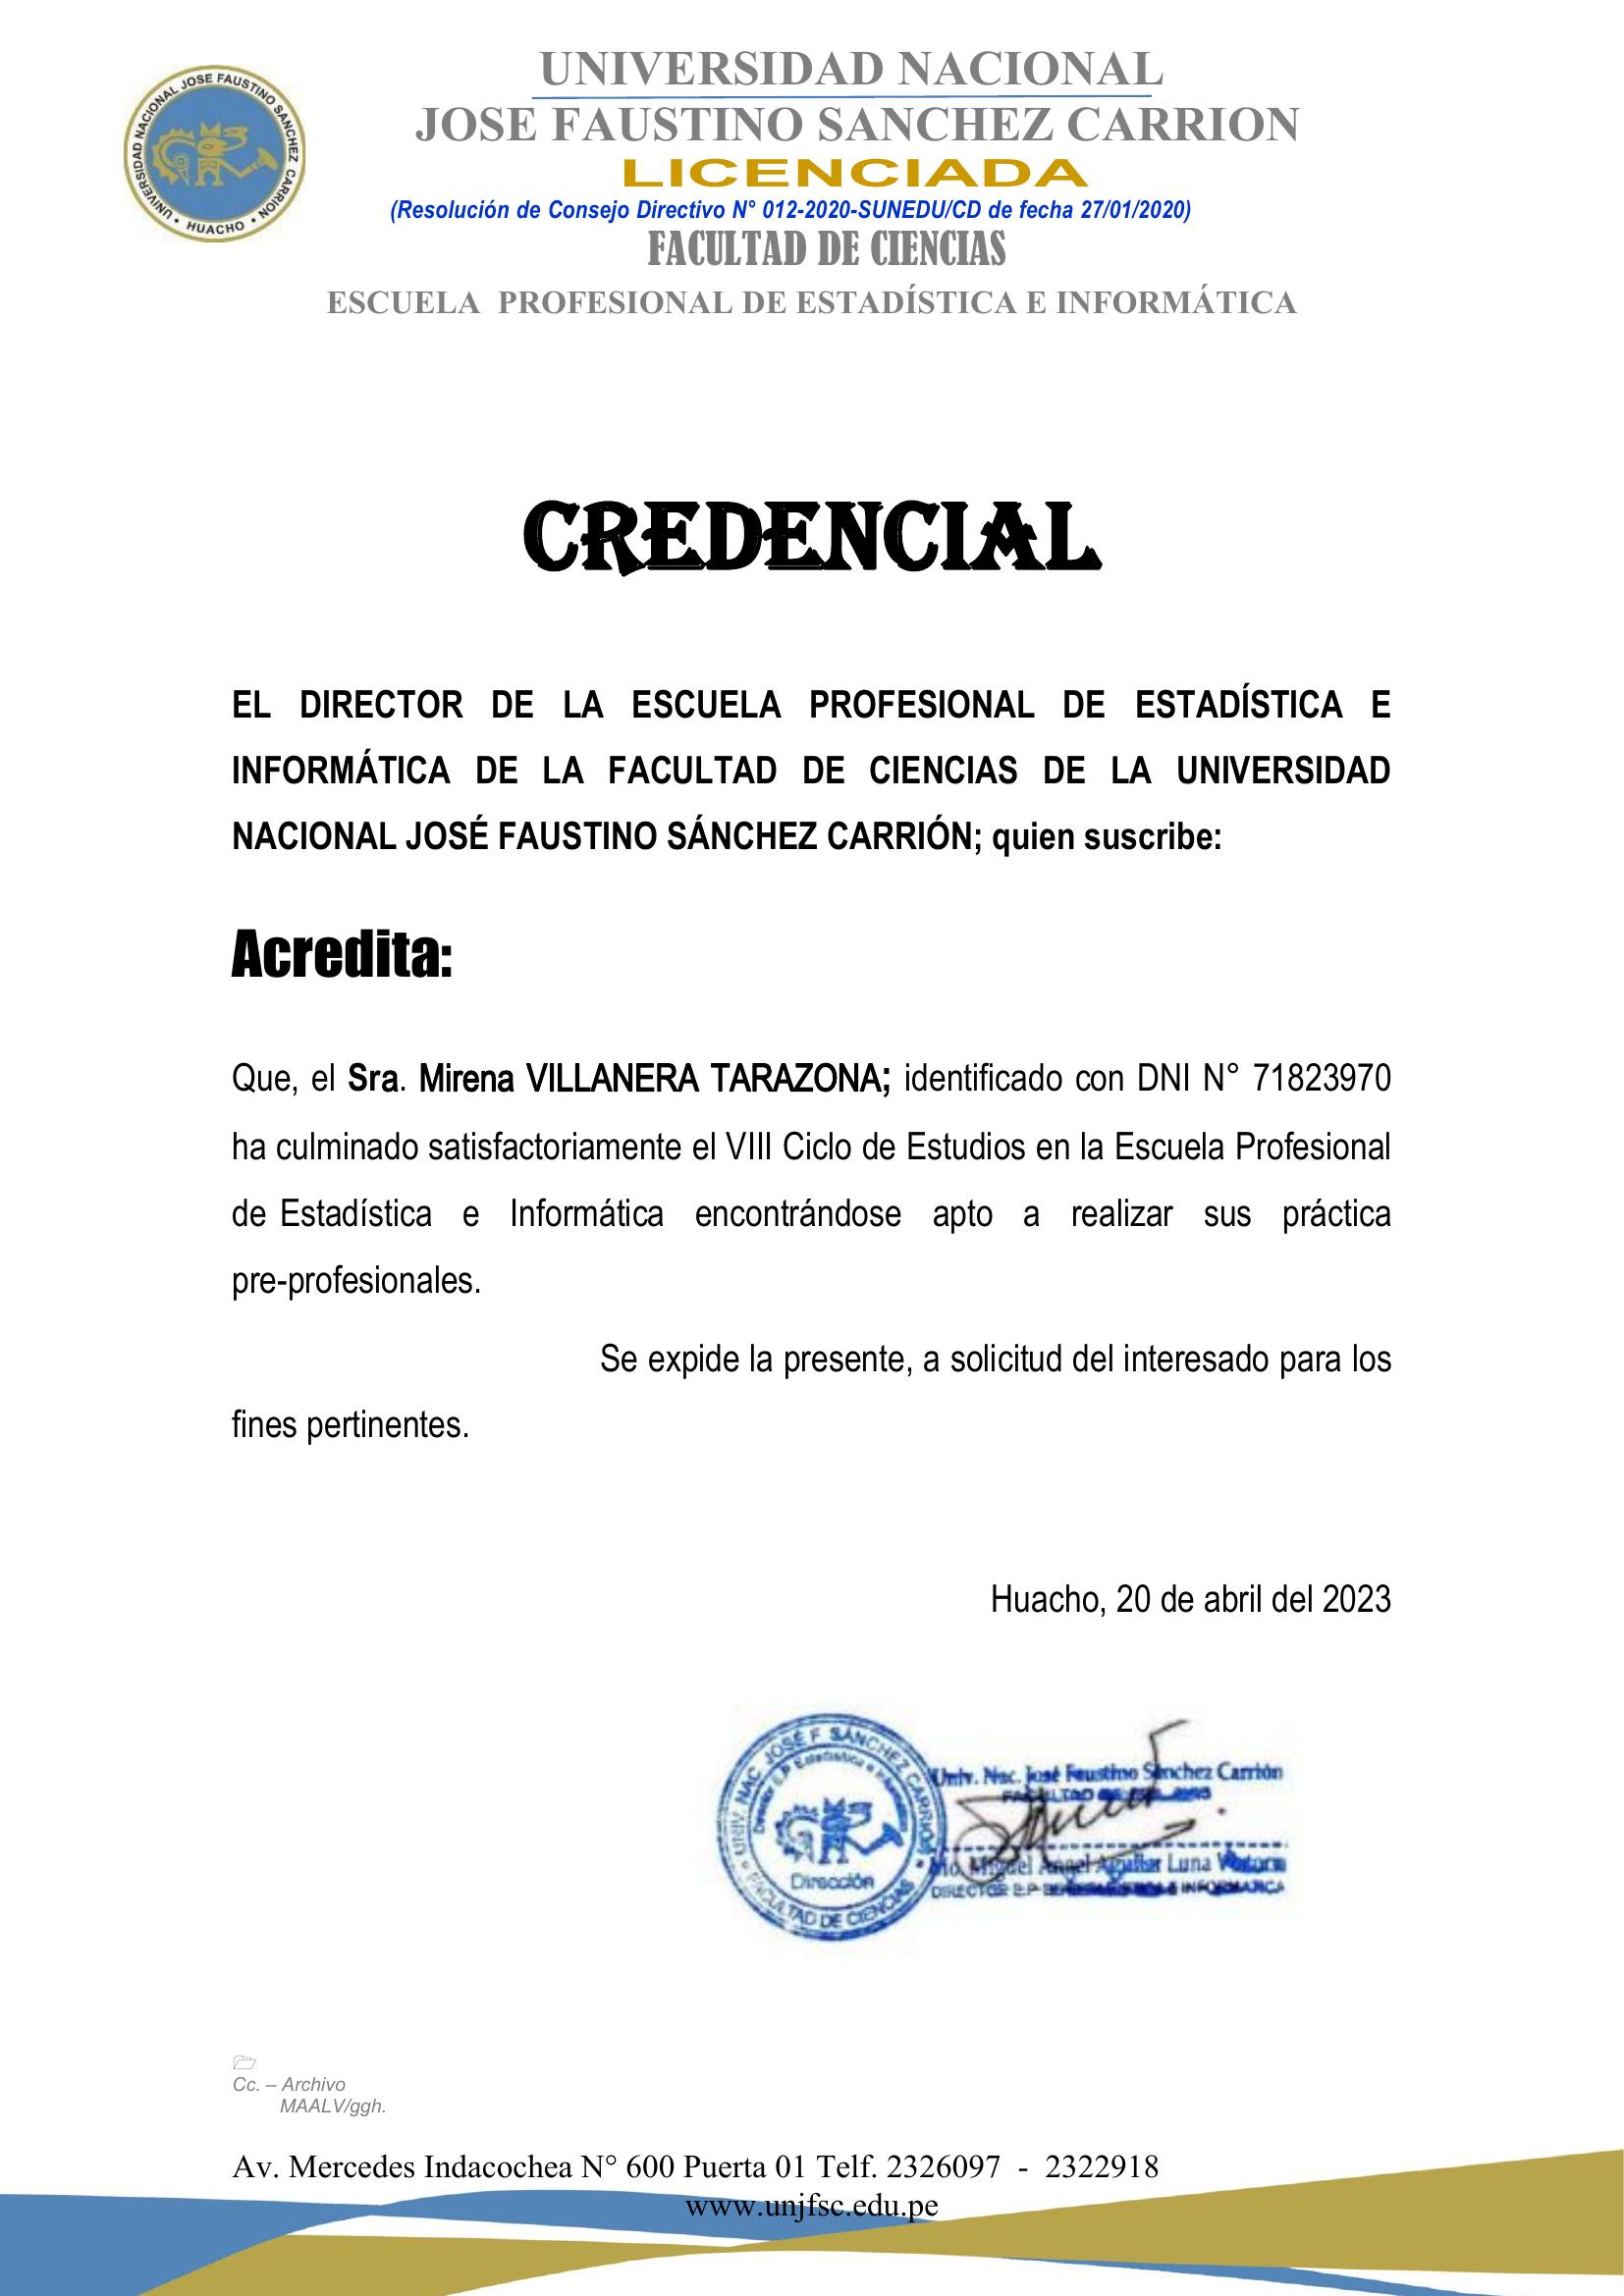 UNIVERSIDAD NACIONAL JOSE FAUSTINO SANCHEZ CARRION
• HUACHO •
UNIVERSIDAD NACIONAL
JOSE FAUSTINO SANCHEZ CARRION
LICENCIADA
(Resolución de Consejo Directivo N° 012-2020-SUNEDU/CD de fecha 27/01/2020)
FACULTAD DE CIENCIAS
ESCUELA PROFESIONAL DE ESTADÍSTICA E INFORMÁTICA
CREDENCIAL
EL DIRECTOR DE LA ESCUELA PROFESIONAL DE ESTADÍSTICA E
INFORMÁTICA DE LA FACULTAD DE CIENCIAS DE LA UNIVERSIDAD
NACIONAL JOSÉ FAUSTINO SÁNCHEZ CARRIÓN; quien suscribe:
Acredita:
Que, el Sra. Mirena VILLANERA TARAZONA; identificado con DNI N° 71823970
ha culminado satisfactoriamente el VIII Ciclo de Estudios en la Escuela Profesional
de Estadística e Informática encontrándose apto a realizar sus práctica
pre-profesionales.
Se expide la presente, a solicitud del interesado para los
fines pertinentes.
Huacho, 20 de abril del 2023
UNIV. NAC. JOSÉ F. SÁNCHEZ CARRIÓN
Director E.P Estadística e Informática
Dirección
FACULTAD DE CIENCIAS
Univ. Nac. José Faustino Sánchez Carrión
FACULTAD DE
Miguel Angel Aguilar Luna
DIRECTOR E.P ESTADISTICA E INFORMATICA
Cc. – Archivo
MAALV/ggh.
Av. Mercedes Indacochea N° 600 Puerta 01 Telf. 2326097 - 2322918
www.unjfsc.edu.pe